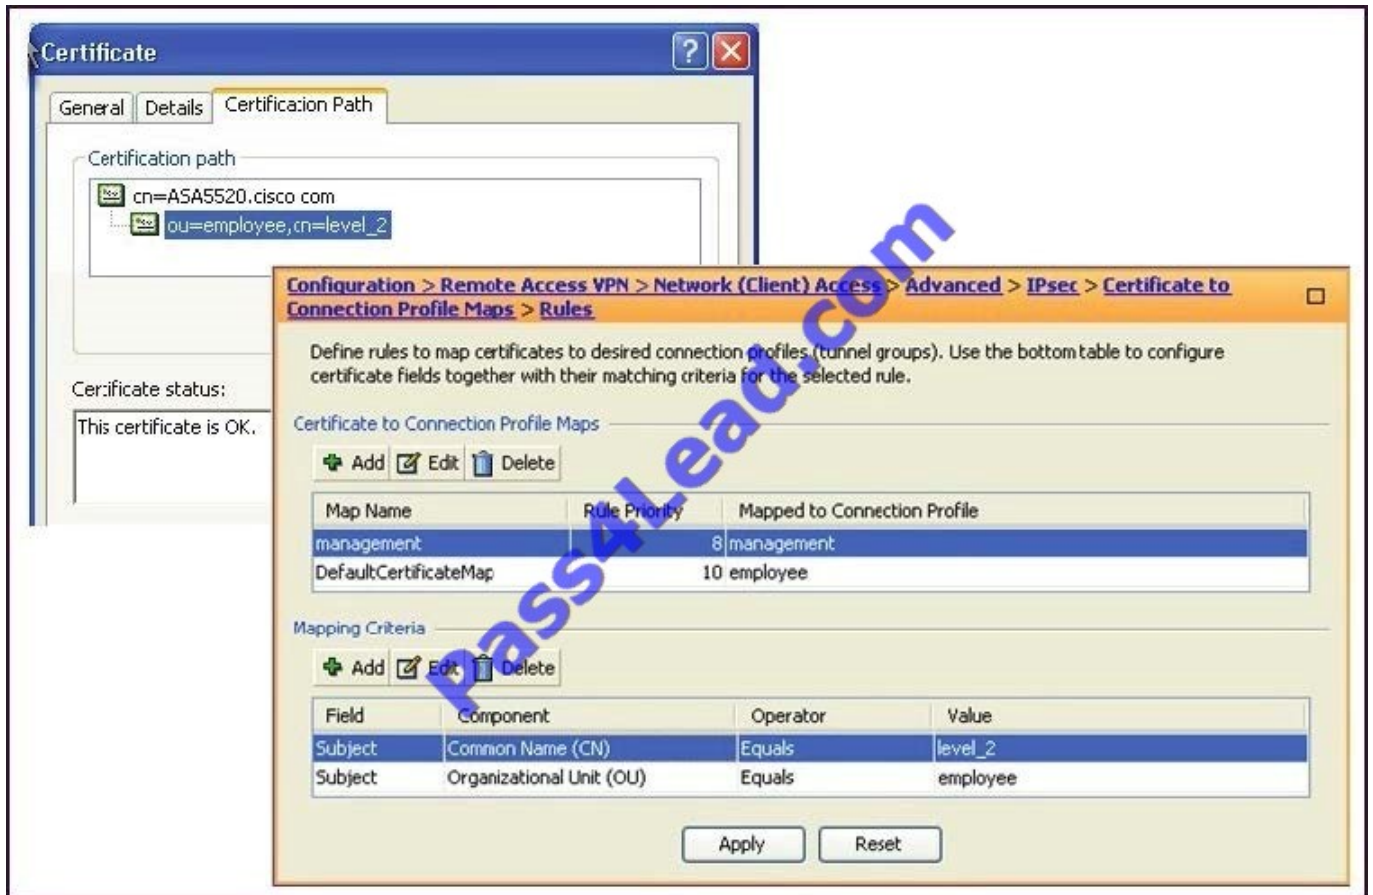 Certificate
General Details Certification Path
Certification path
cn=ASA5520.cisco com
ou=employee,cn=level_2
Certificate status:
This certificate is OK.
Configuration > Remote Access VPN > Network (Client) Access > Advanced > IPsec > Certificate to
Connection Profile Maps > Rules
Define rules to map certificates to desired connection profiles (tunnel groups). Use the bottom table to configure
certificate fields together with their matching criteria for the selected rule.
Certificate to Connection Profile Maps
Add Edit Delete
Map Name Rule Priority Mapped to Connection Profile
management 8 management
DefaultCertificateMap 10 employee
Mapping Criteria
Add Edit Delete
Field Component Operator Value
Subject Common Name (CN) Equals level_2
Subject Organizational Unit (OU) Equals employee
Apply Reset
Pass4Lead.com